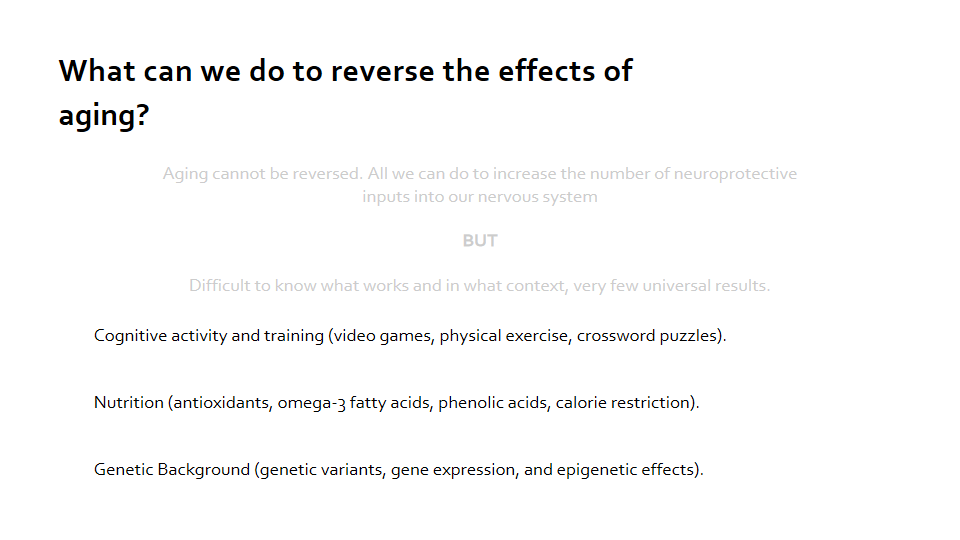 What can we do to reverse the effects of
aging?
Aging cannot be reversed. All we can do to increase the number of neuroprotective
inputs into our nervous system
BUT
Difficult to know what works and in what context, very few universal results.
Cognitive activity and training (video games, physical exercise, crossword puzzles).
Nutrition (antioxidants, omega-3 fatty acids, phenolic acids, calorie restriction).
Genetic Background (genetic variants, gene expression, and epigenetic effects).